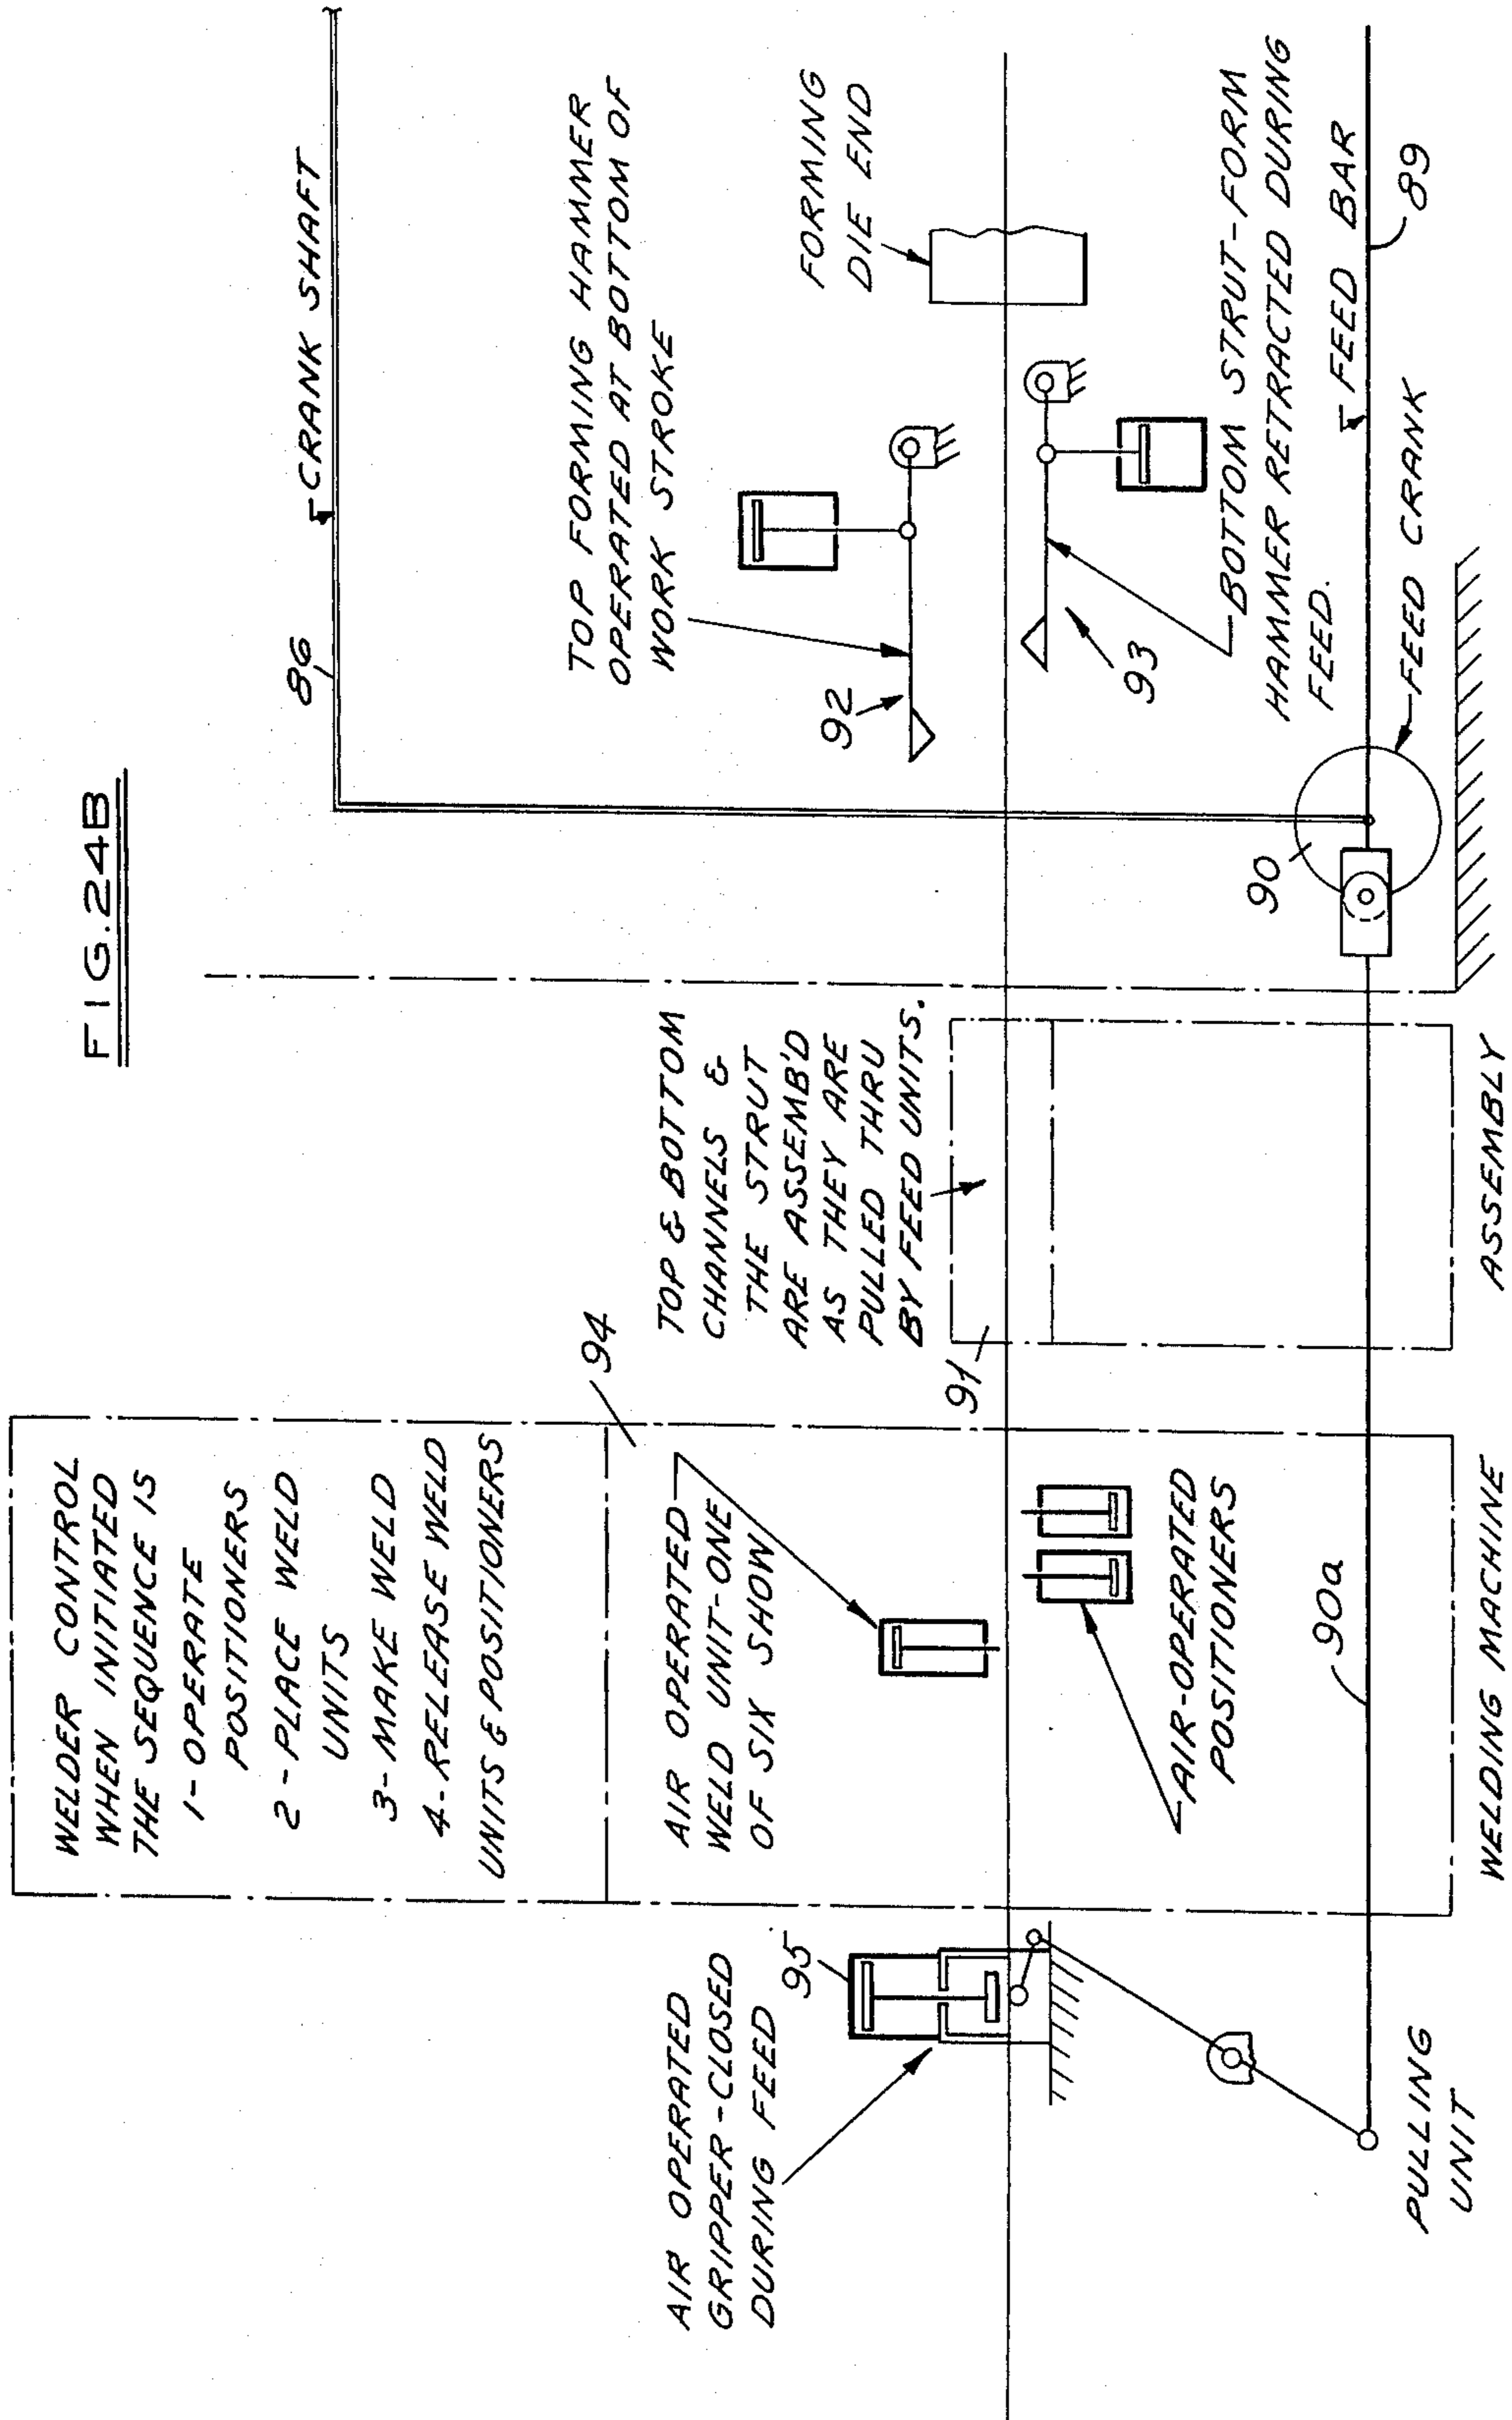 FIG.24B
WELDER CONTROL
WHEN INITIATED
THE SEQUENCE IS
1- OPERATE
POSITIONERS
2 - PLACE WELD
UNITS
3- MAKE WELD
4- RELEASE WELD
UNITS & POSITIONERS
94
AIR OPERATED
WELD UNIT-ONE
OF SIX SHOWN
AIR-OPERATED
POSITIONERS
90a
WELDING MACHINE
AIR OPERATED
GRIPPER-CLOSED
DURING FEED
95
PULLING
UNIT
TOP & BOTTOM
CHANNELS &
THE STRUT
ARE ASSEMB'D
AS THEY ARE
PULLED THRU
BY FEED UNITS.
91
ASSEMBLY
86
CRANK SHAFT
TOP FORMING HAMMER
OPERATED AT BOTTOM OF
WORK STROKE
92
FORMING
DIE END
93
BOTTOM STRUT-FORM
HAMMER RETRACTED DURING
FEED.
90
FEED CRANK
FEED BAR
89